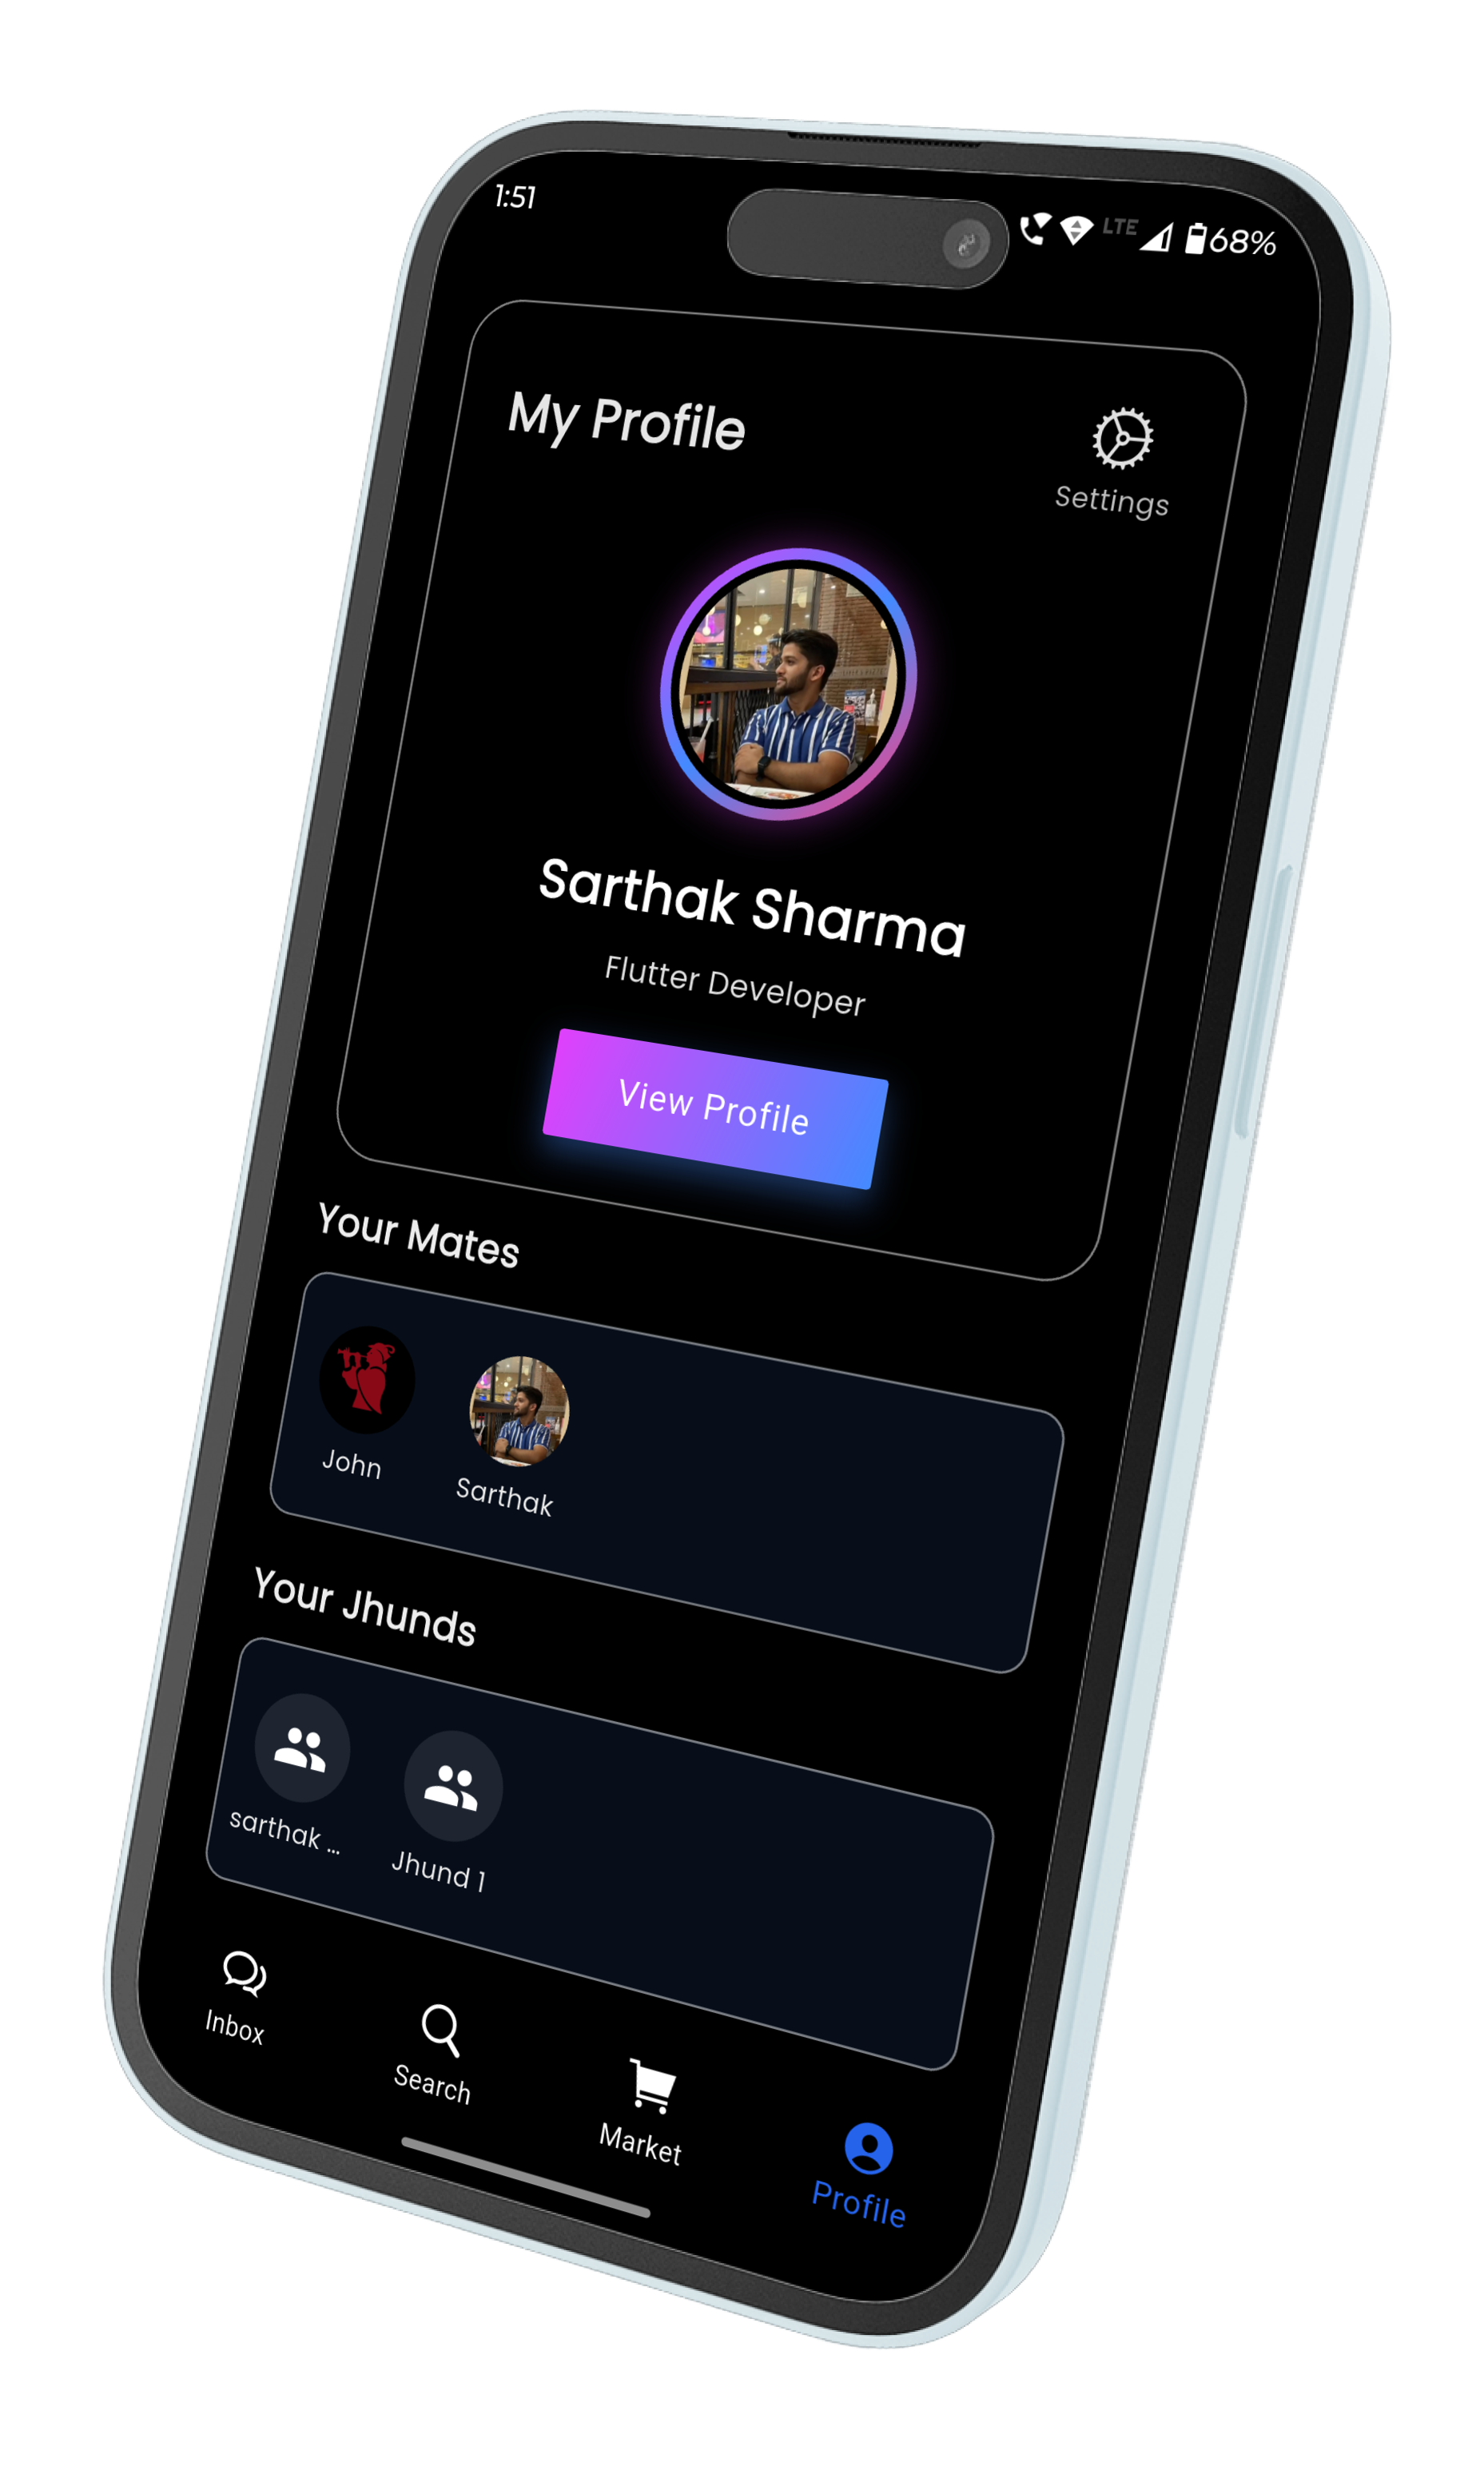 1:51
LTE 68%
My Profile
Settings
Sarthak Sharma
Flutter Developer
View Profile
Your Mates
John
Sarthak
Your Jhunds
sarthak ...
Jhund 1
Inbox
Search
Market
Profile